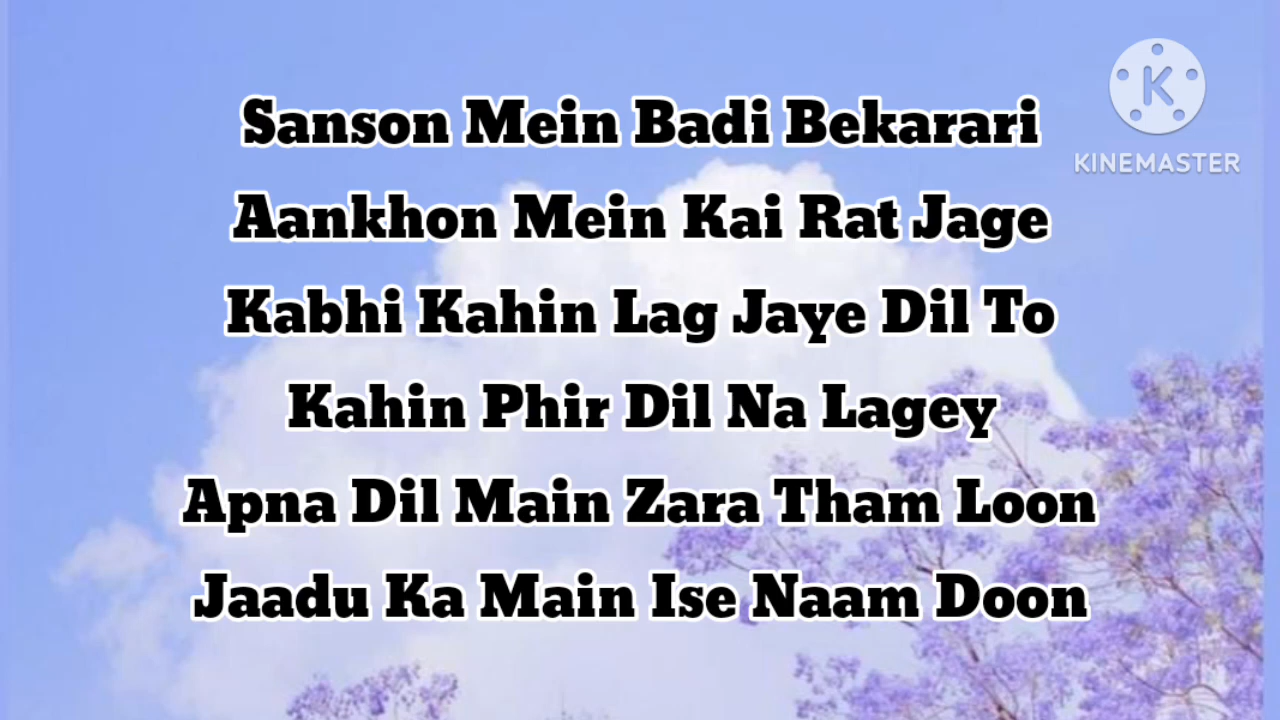 Sanson Mein Badi Bekarari
Aankhon Mein Kai Rat Jage
Kabhi Kahin Lag Jaye Dil To
Kahin Phir Dil Na Lagey
Apna Dil Main Zara Tham Loon
Jaadu Ka Main Ise Naam Doon
K
KINEMASTER